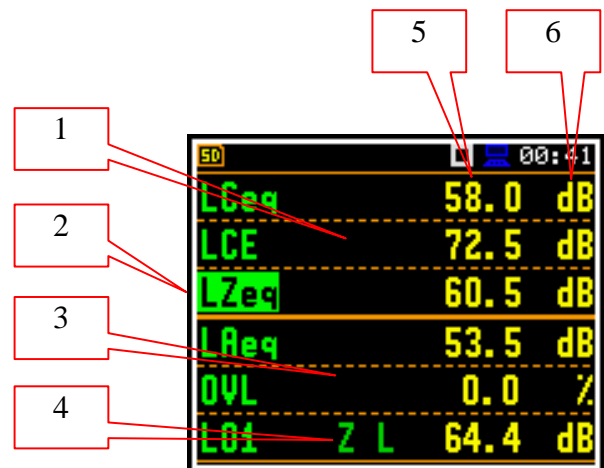 5 6
1
SD 00:41
LCeq 58.0 dB
2
LCE 72.5 dB
LZeq 60.5 dB
3
LAeq 53.5 dB
OVL 0.0 %
4
L01 Z L 64.4 dB